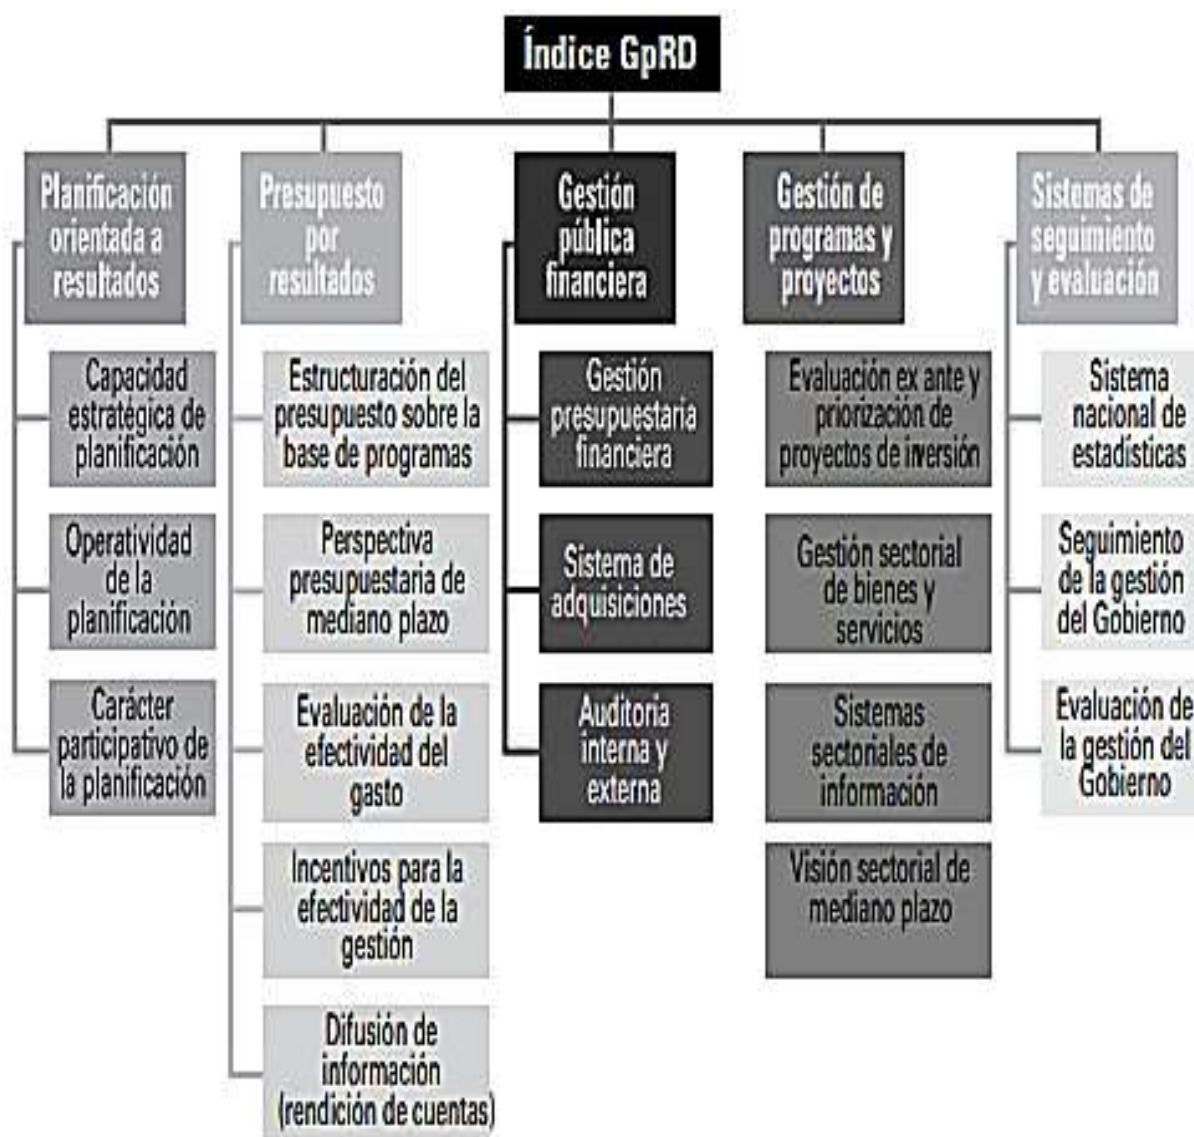 Índice GpRD
Planificación
orientada a
resultados
Capacidad
estratégica de
planificación
Operatividad
de la
planificación
Carácter
participativo de
la planificación
Presupuesto
por
resultados
Estructuración del
presupuesto sobre la
base de programas
Perspectiva
presupuestaria de
mediano plazo
Evaluación de la
efectividad del
gasto
Incentivos para la
efectividad de la
gestión
Difusión de
información
(rendición de cuentas)
Gestión
pública
financiera
Gestión
presupuestaria
financiera
Sistema de
adquisiciones
Auditoria
interna y
externa
Gestión de
programas y
proyectos
Evaluación ex ante y
priorización de
proyectos de inversión
Gestión sectorial
de bienes y
servicios
Sistemas
sectoriales de
información
Visión sectorial de
mediano plazo
Sistemas de
seguimiento
y evaluación
Sistema
nacional de
estadísticas
Seguimiento
de la gestión
del Gobierno
Evaluación de
la gestión del
Gobierno